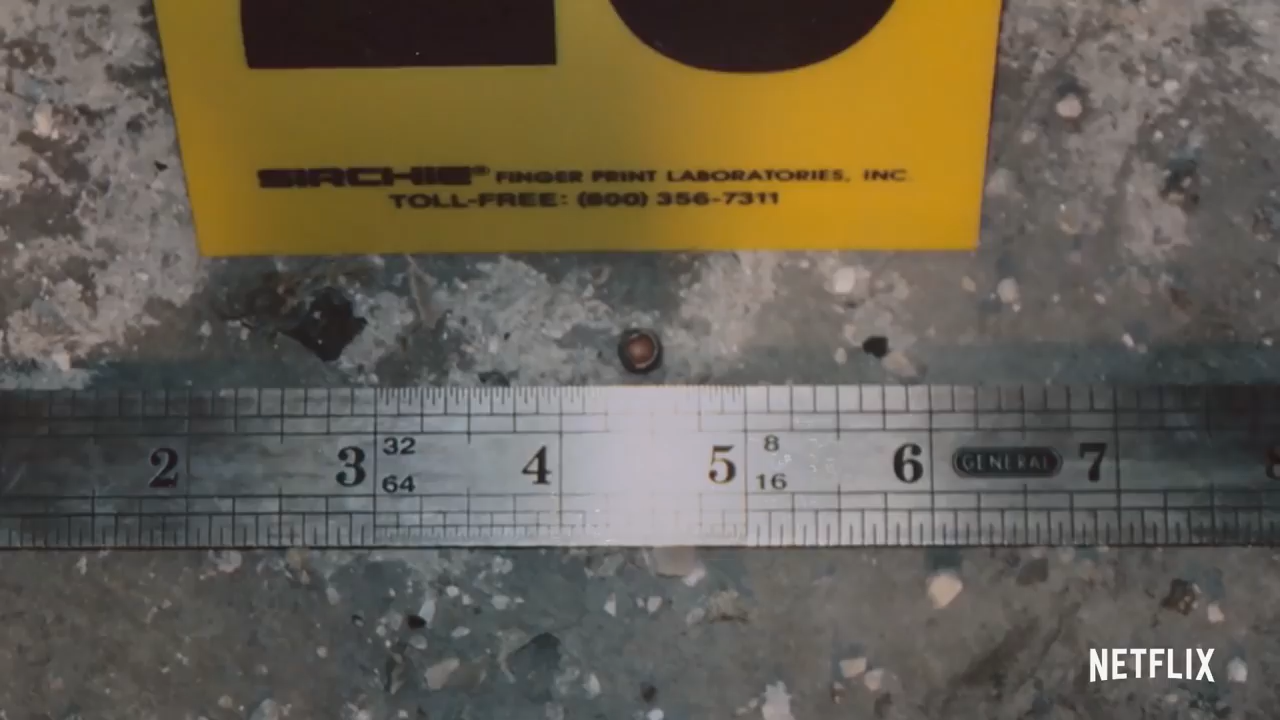 SIRCHIE® FINGER PRINT LABORATORIES, INC.
TOLL-FREE: (800) 356-7311
32 8
2 3 4 5 6 GENERAL 7 8
64 16
NETFLIX